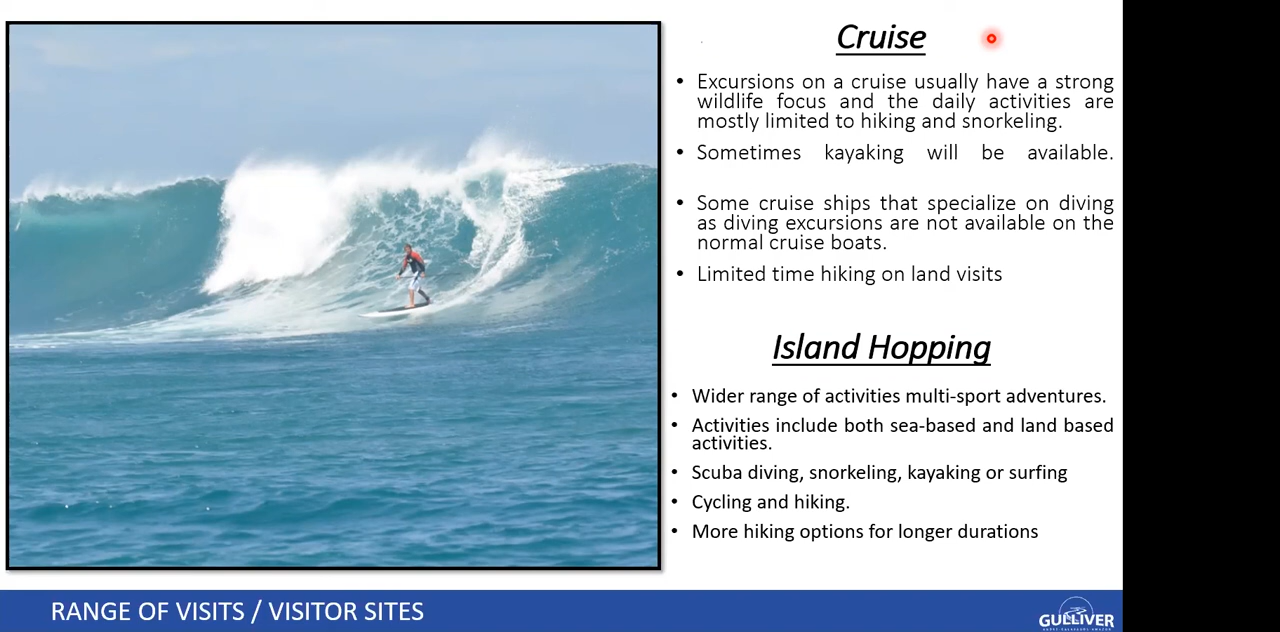 Cruise
• Excursions on a cruise usually have a strong
wildlife focus and the daily activities are
mostly limited to hiking and snorkeling.
• Sometimes kayaking will be available.
• Some cruise ships that specialize on diving
as diving excursions are not available on the
normal cruise boats.
• Limited time hiking on land visits
Island Hopping
• Wider range of activities multi-sport adventures.
• Activities include both sea-based and land based
activities.
• Scuba diving, snorkeling, kayaking or surfing
• Cycling and hiking.
• More hiking options for longer durations
RANGE OF VISITS / VISITOR SITES
GULLIVER